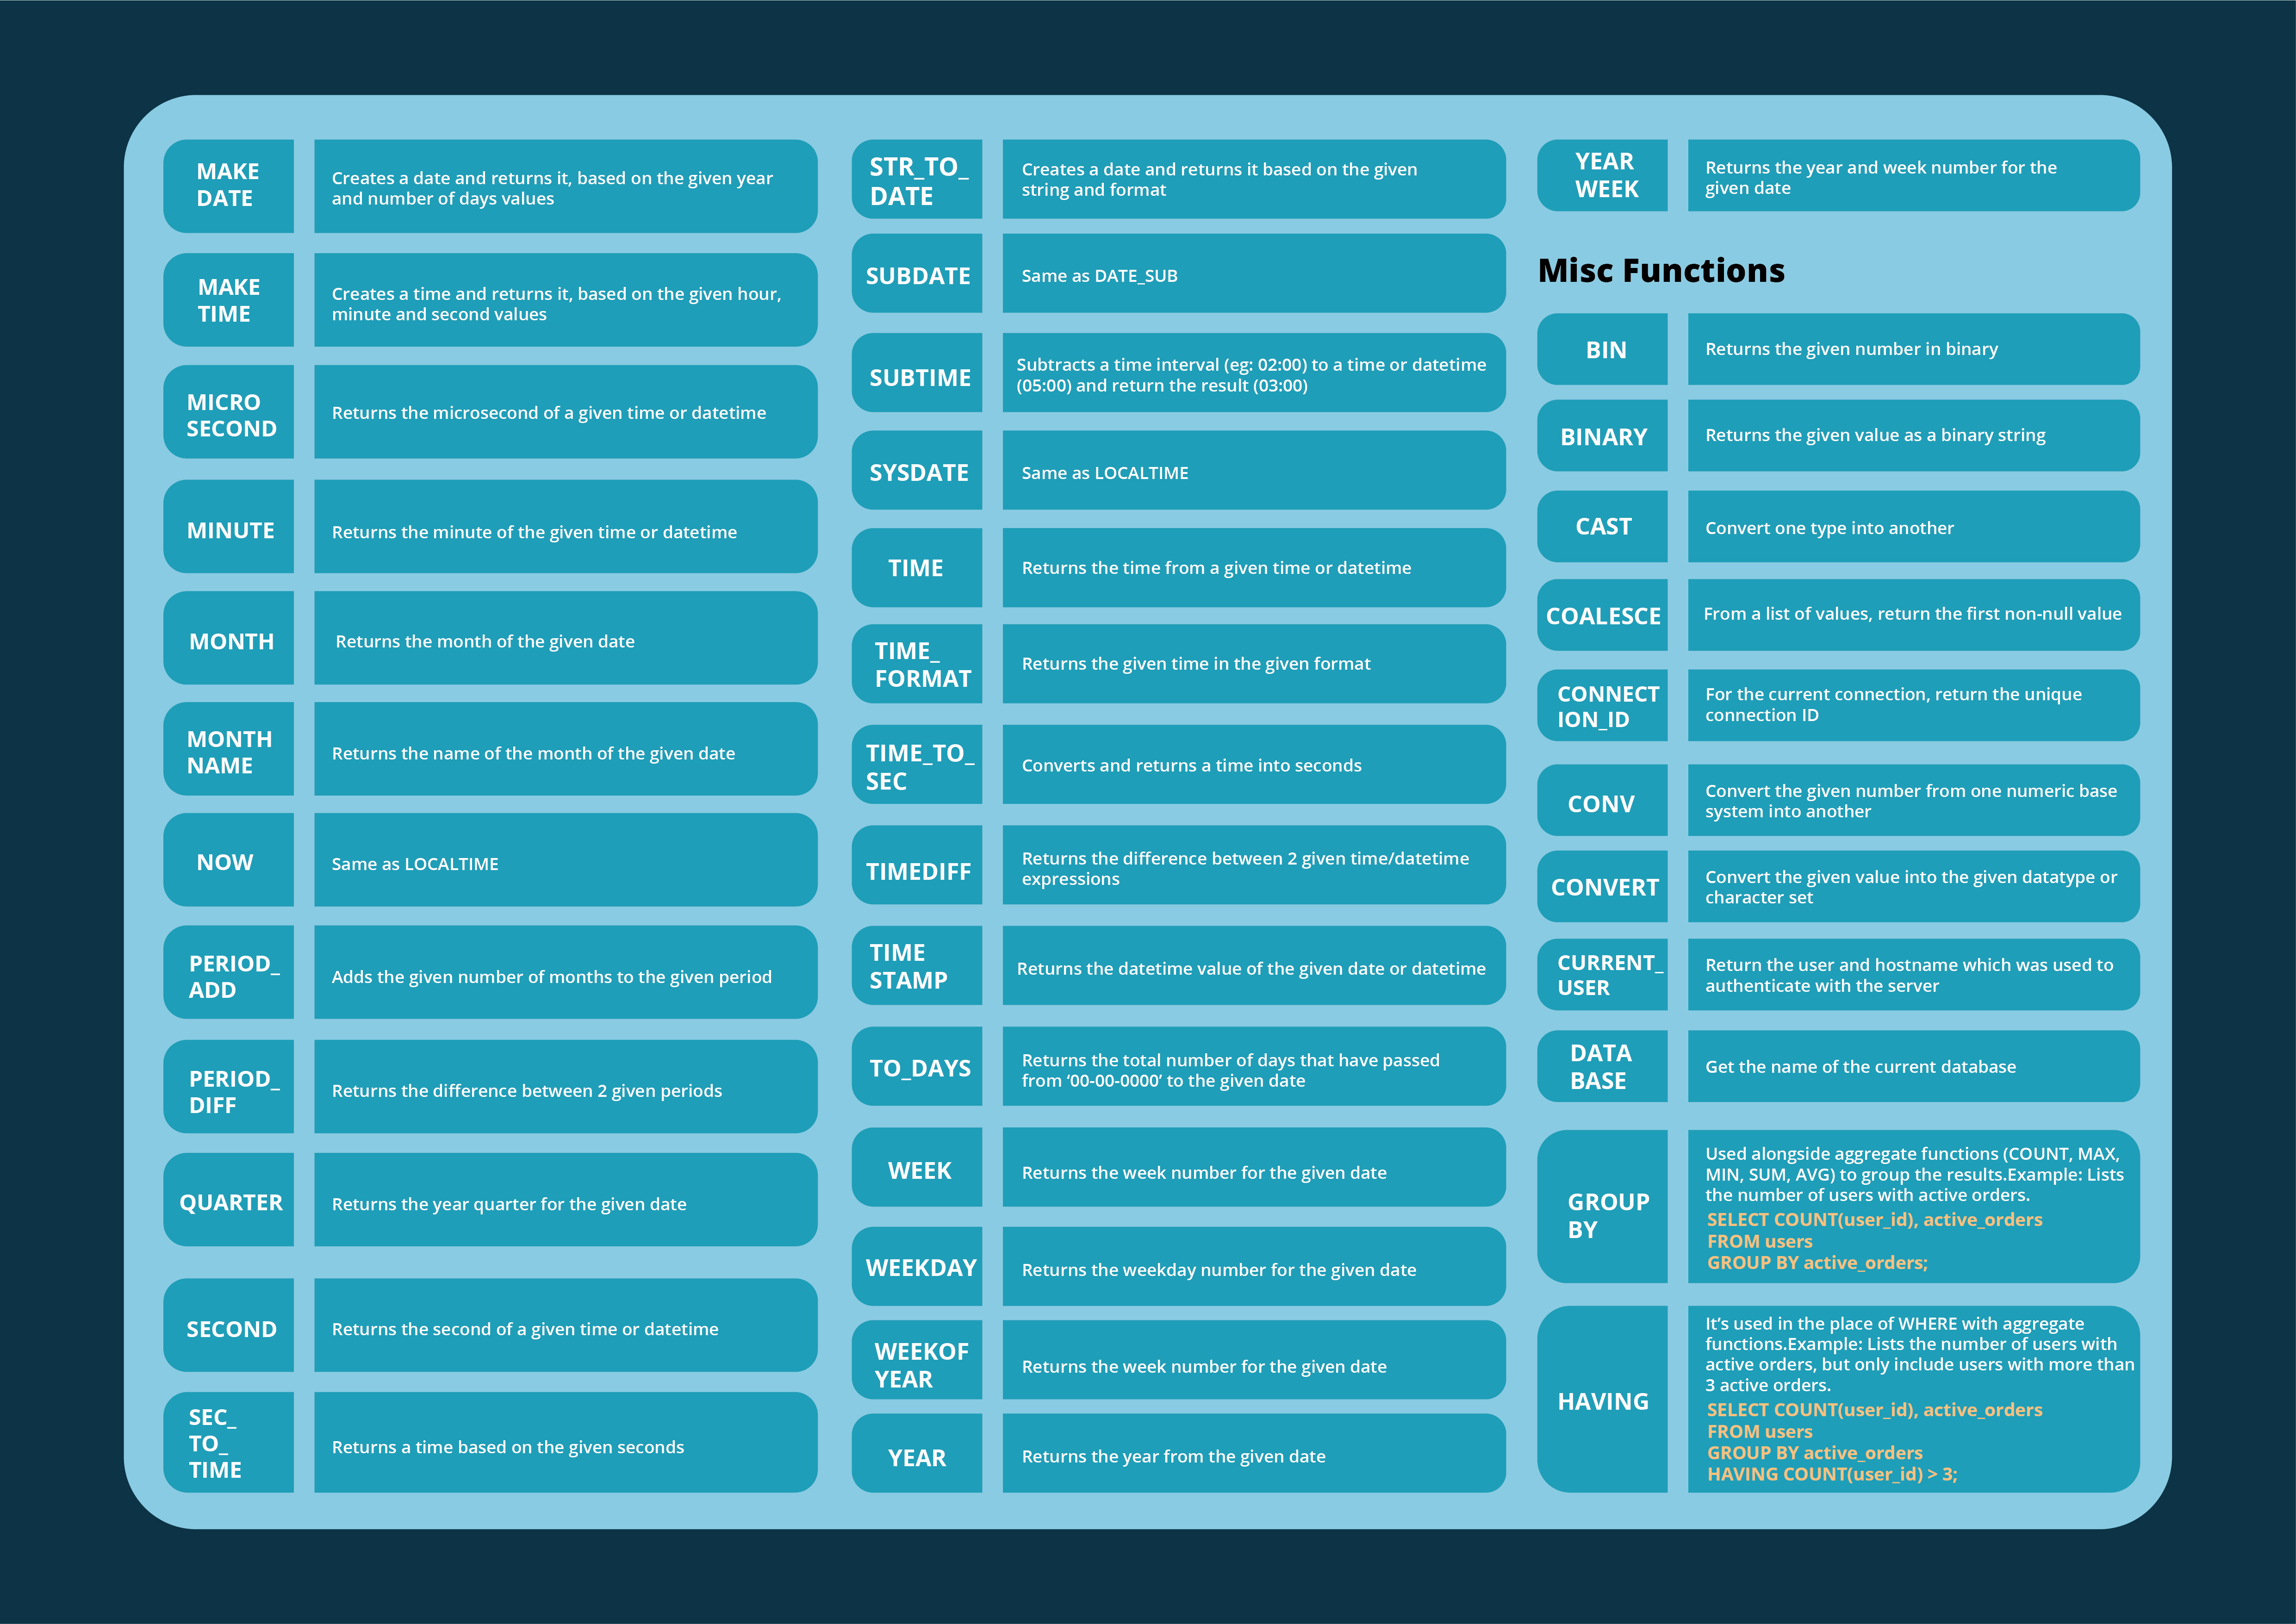 MAKE
DATE
Creates a date and returns it, based on the given year
and number of days values
MAKE
TIME
Creates a time and returns it, based on the given hour,
minute and second values
MICRO
SECOND
Returns the microsecond of a given time or datetime
MINUTE
Returns the minute of the given time or datetime
MONTH
Returns the month of the given date
MONTH
NAME
Returns the name of the month of the given date
NOW
Same as LOCALTIME
PERIOD_
ADD
Adds the given number of months to the given period
PERIOD_
DIFF
Returns the difference between 2 given periods
QUARTER
Returns the year quarter for the given date
SECOND
Returns the second of a given time or datetime
SEC_
TO_
TIME
Returns a time based on the given seconds
STR_TO_
DATE
Creates a date and returns it based on the given
string and format
SUBDATE
Same as DATE_SUB
SUBTIME
Subtracts a time interval (eg: 02:00) to a time or datetime
(05:00) and return the result (03:00)
SYSDATE
Same as LOCALTIME
TIME
Returns the time from a given time or datetime
TIME_
FORMAT
Returns the given time in the given format
TIME_TO_
SEC
Converts and returns a time into seconds
TIMEDIFF
Returns the difference between 2 given time/datetime
expressions
TIME
STAMP
Returns the datetime value of the given date or datetime
TO_DAYS
Returns the total number of days that have passed
from ‘00-00-0000’ to the given date
WEEK
Returns the week number for the given date
WEEKDAY
Returns the weekday number for the given date
WEEKOF
YEAR
Returns the week number for the given date
YEAR
Returns the year from the given date
YEAR
WEEK
Returns the year and week number for the
given date
Misc Functions
BIN
Returns the given number in binary
BINARY
Returns the given value as a binary string
CAST
Convert one type into another
COALESCE
From a list of values, return the first non-null value
CONNECT
ION_ID
For the current connection, return the unique
connection ID
CONV
Convert the given number from one numeric base
system into another
CONVERT
Convert the given value into the given datatype or
character set
CURRENT_
USER
Return the user and hostname which was used to
authenticate with the server
DATA
BASE
Get the name of the current database
GROUP
BY
Used alongside aggregate functions (COUNT, MAX,
MIN, SUM, AVG) to group the results.Example: Lists
the number of users with active orders.
SELECT COUNT(user_id), active_orders
FROM users
GROUP BY active_orders;
HAVING
It’s used in the place of WHERE with aggregate
functions.Example: Lists the number of users with
active orders, but only include users with more than
3 active orders.
SELECT COUNT(user_id), active_orders
FROM users
GROUP BY active_orders
HAVING COUNT(user_id) > 3;